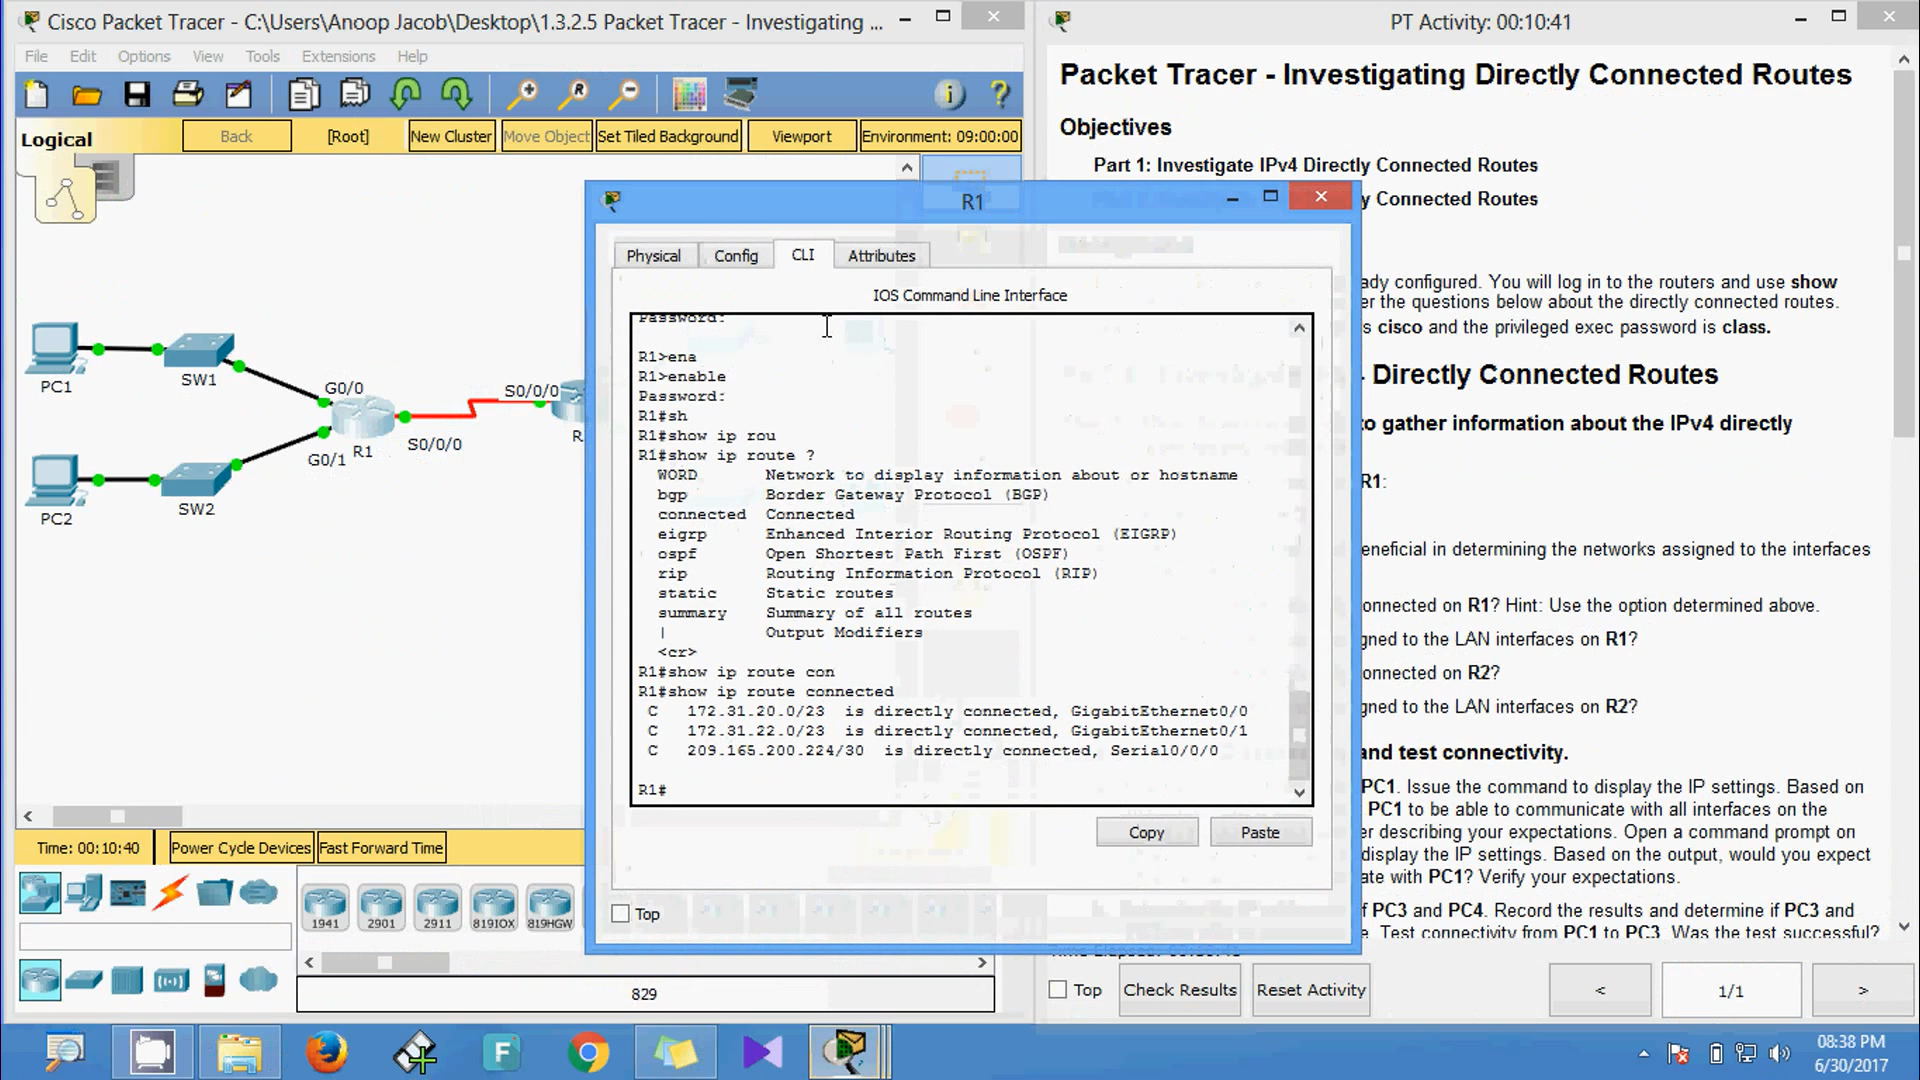 Cisco Packet Tracer - C:\Users\Anoop Jacob\Desktop\1.3.2.5 Packet Tracer - Investigating ...
File Edit Options View Tools Extensions Help
Logical
Back
[Root]
New Cluster
Move Object
Set Tiled Background
Viewport
Environment: 09:00:00
PC1
SW1
G0/0
S0/0/0
R1
S0/0/0
G0/1
PC2
SW2
R
Time: 00:10:40
Power Cycle Devices
Fast Forward Time
1941
2901
2911
819IOX
819HGW
829
R1
Physical
Config
CLI
Attributes
IOS Command Line Interface
Password:
R1>ena
R1>enable
Password:
R1#sh
R1#show ip rou
R1#show ip route ?
WORD Network to display information about or hostname
bgp Border Gateway Protocol (BGP)
connected Connected
eigrp Enhanced Interior Routing Protocol (EIGRP)
ospf Open Shortest Path First (OSPF)
rip Routing Information Protocol (RIP)
static Static routes
summary Summary of all routes
| Output Modifiers
<cr>
R1#show ip route con
R1#show ip route connected
C 172.31.20.0/23 is directly connected, GigabitEthernet0/0
C 172.31.22.0/23 is directly connected, GigabitEthernet0/1
C 209.165.200.224/30 is directly connected, Serial0/0/0
R1#
Copy
Paste
Top
PT Activity: 00:10:41
Packet Tracer - Investigating Directly Connected Routes
Objectives
Part 1: Investigate IPv4 Directly Connected Routes
y Connected Routes
ady configured. You will log in to the routers and use show
er the questions below about the directly connected routes.
s cisco and the privileged exec password is class.
Directly Connected Routes
to gather information about the IPv4 directly
R1:
eneficial in determining the networks assigned to the interfaces
onnected on R1? Hint: Use the option determined above.
gned to the LAN interfaces on R1?
onnected on R2?
gned to the LAN interfaces on R2?
and test connectivity.
PC1. Issue the command to display the IP settings. Based on
PC1 to be able to communicate with all interfaces on the
er describing your expectations. Open a command prompt on
display the IP settings. Based on the output, would you expect
ate with PC1? Verify your expectations.
f PC3 and PC4. Record the results and determine if PC3 and
e. Test connectivity from PC1 to PC3. Was the test successful?
Top
Check Results
Reset Activity
<
1/1
>
08:38 PM
6/30/2017